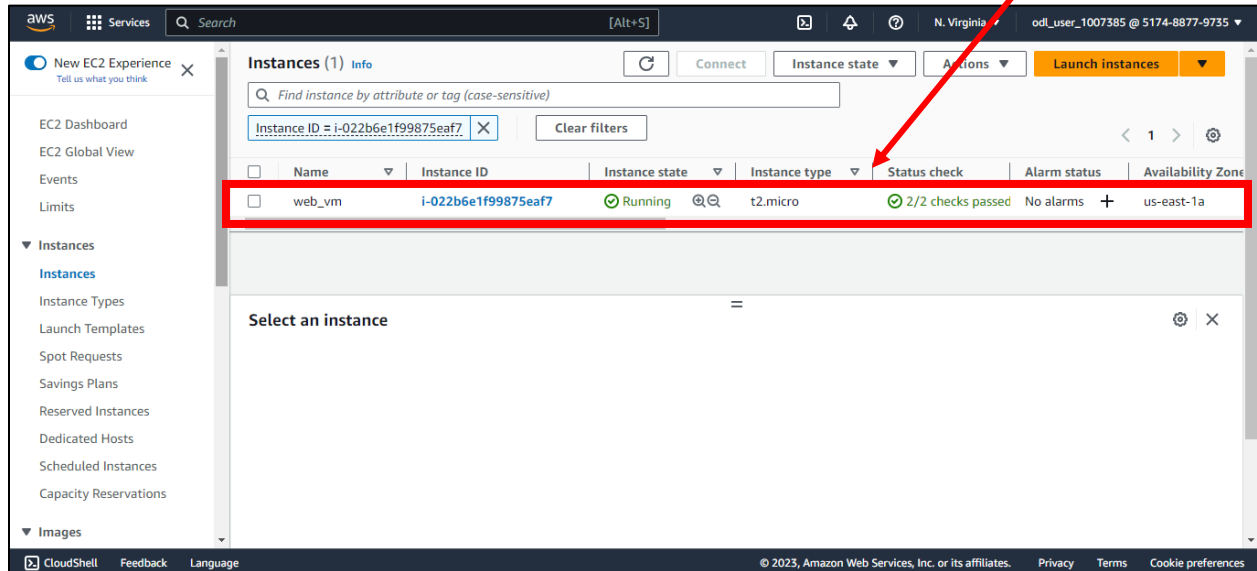 aws Services Search [Alt+S] N. Virginia odl_user_1007385 @ 5174-8877-9735
New EC2 Experience
Tell us what you think
EC2 Dashboard
EC2 Global View
Events
Limits
Instances
Instances
Instance Types
Launch Templates
Spot Requests
Savings Plans
Reserved Instances
Dedicated Hosts
Scheduled Instances
Capacity Reservations
Images
Instances (1) Info Connect Instance state Actions Launch instances
Find instance by attribute or tag (case-sensitive)
Instance ID = i-022b6e1f99875eaf7 Clear filters
1
Name Instance ID Instance state Instance type Status check Alarm status Availability Zone
web_vm i-022b6e1f99875eaf7 Running t2.micro 2/2 checks passed No alarms + us-east-1a
Select an instance
CloudShell Feedback Language © 2023, Amazon Web Services, Inc. or its affiliates. Privacy Terms Cookie preferences